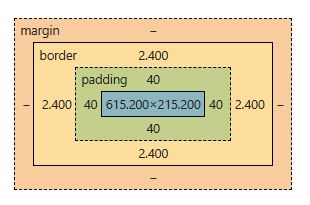 margin –
border 2.400
padding 40
– 2.400 40 615.200×215.200 40 2.400 –
40
2.400
–